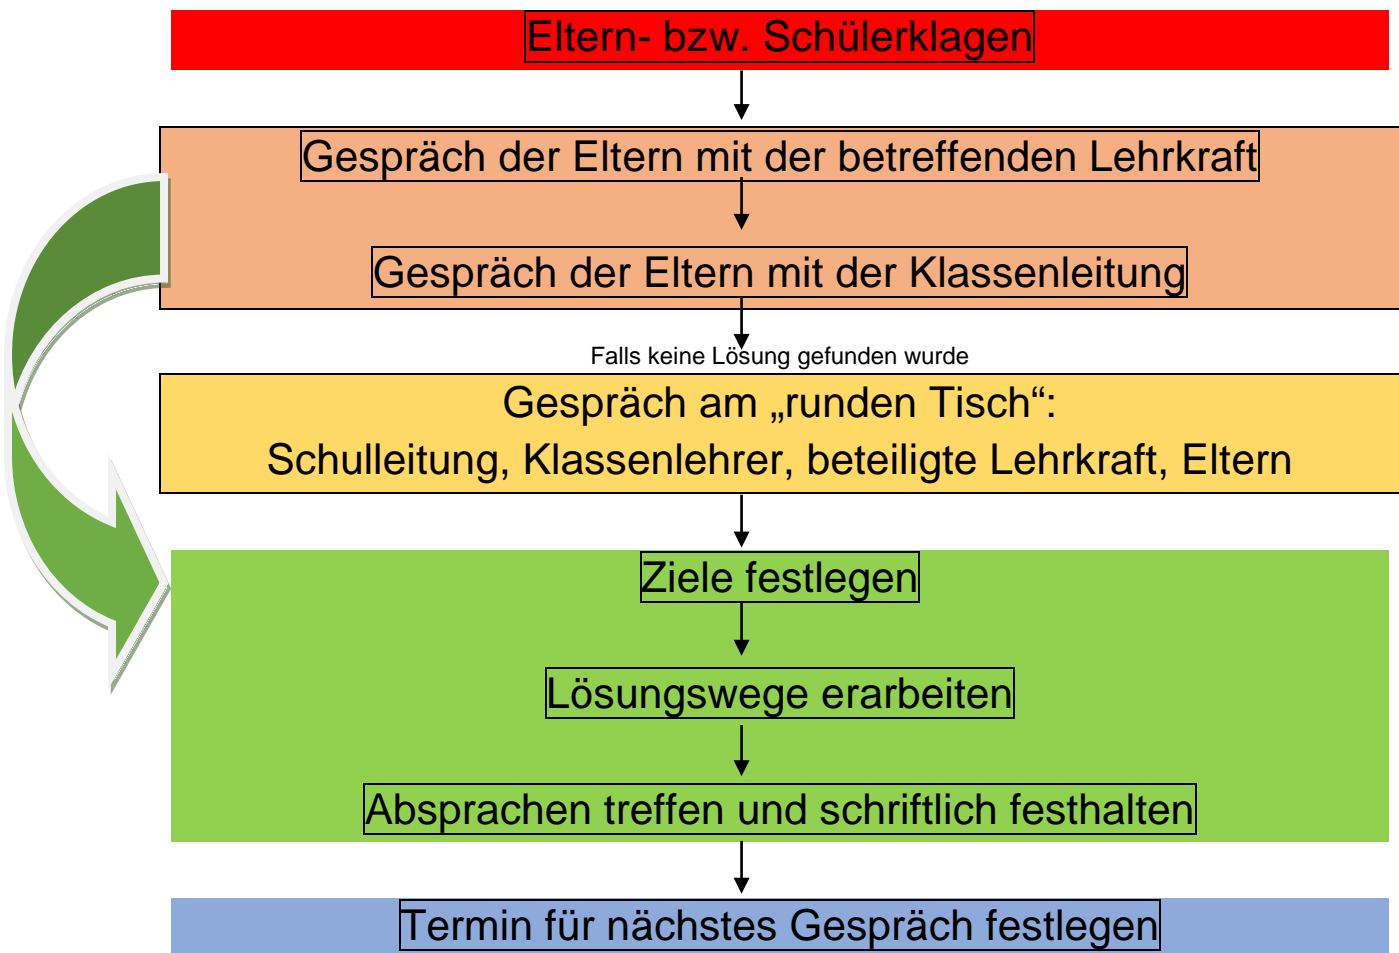 Eltern- bzw. Schülerklagen
Gespräch der Eltern mit der betreffenden Lehrkraft
Gespräch der Eltern mit der Klassenleitung
Falls keine Lösung gefunden wurde
Gespräch am „runden Tisch“:
Schulleitung, Klassenlehrer, beteiligte Lehrkraft, Eltern
Ziele festlegen
Lösungswege erarbeiten
Absprachen treffen und schriftlich festhalten
Termin für nächstes Gespräch festlegen